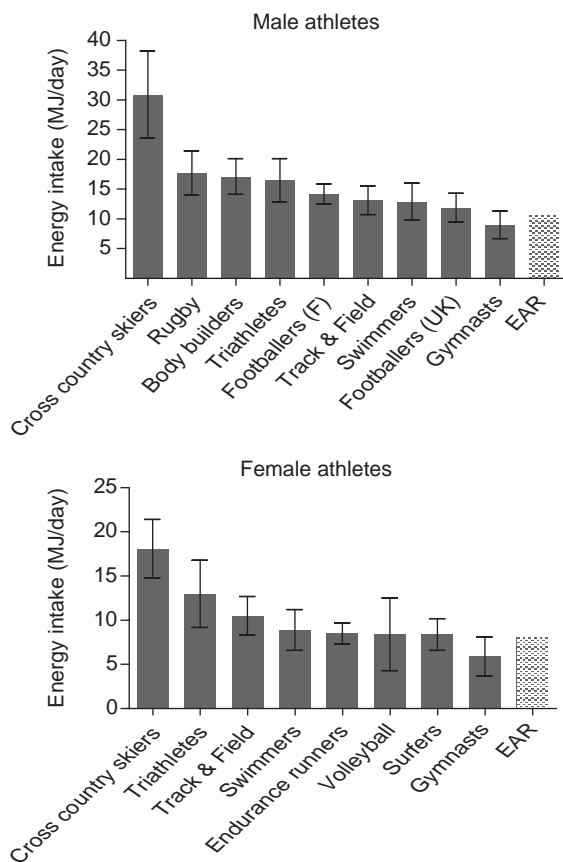 Male athletes
Energy intake (MJ/day)
40
35
30
25
20
15
10
5
Cross country skiers
Rugby
Body builders
Triathletes
Footballers (F)
Track & Field
Swimmers
Footballers (UK)
Gymnasts
EAR
Female athletes
Energy intake (MJ/day)
25
20
15
10
5
0
Cross country skiers
Triathletes
Track & Field
Swimmers
Endurance runners
Volleyball
Surfers
Gymnasts
EAR